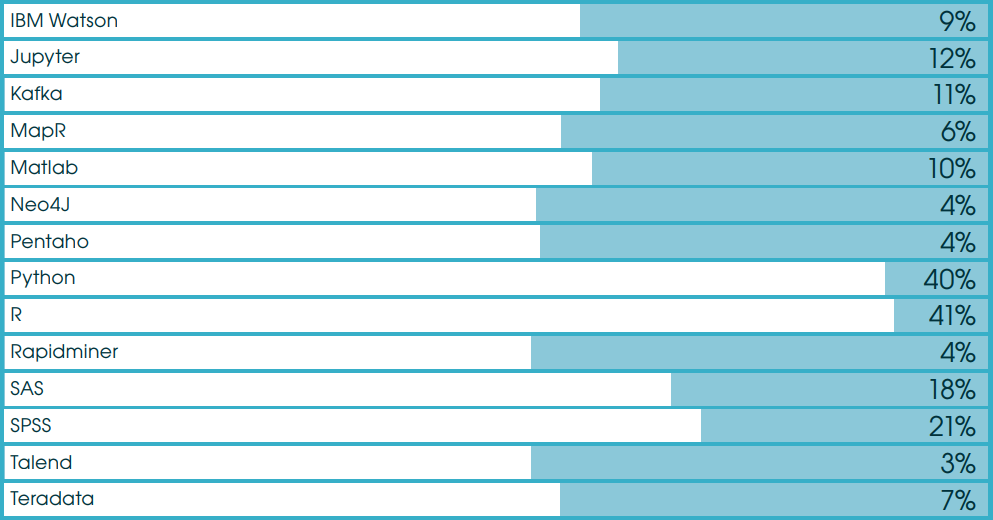 IBM Watson 9%
Jupyter 12%
Kafka 11%
MapR 6%
Matlab 10%
Neo4J 4%
Pentaho 4%
Python 40%
R 41%
Rapidminer 4%
SAS 18%
SPSS 21%
Talend 3%
Teradata 7%